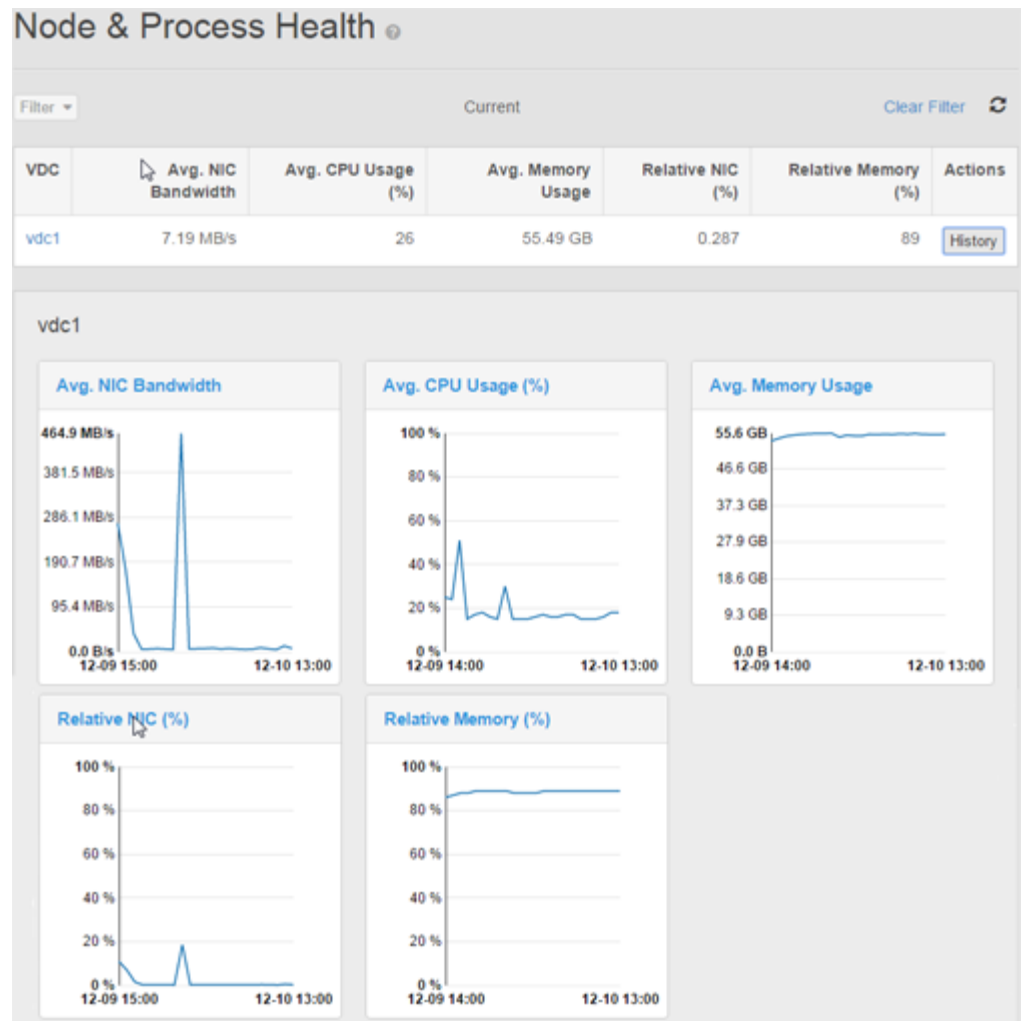 Node & Process Health
Filter
Current
Clear Filter
VDC
Avg. NIC Bandwidth
Avg. CPU Usage (%)
Avg. Memory Usage
Relative NIC (%)
Relative Memory (%)
Actions
vdc1
7.19 MB/s
26
55.49 GB
0.287
89
History
vdc1
Avg. NIC Bandwidth
464.9 MB/s
381.5 MB/s
286.1 MB/s
190.7 MB/s
95.4 MB/s
0.0 B/s
12-09 15:00
12-10 13:00
Avg. CPU Usage (%)
100 %
80 %
60 %
40 %
20 %
0 %
12-09 14:00
12-10 13:00
Avg. Memory Usage
55.6 GB
46.6 GB
37.3 GB
27.9 GB
18.6 GB
9.3 GB
0.0 B
12-09 14:00
12-10 13:00
Relative NIC (%)
100 %
80 %
60 %
40 %
20 %
0 %
12-09 15:00
12-10 13:00
Relative Memory (%)
100 %
80 %
60 %
40 %
20 %
0 %
12-09 14:00
12-10 13:00